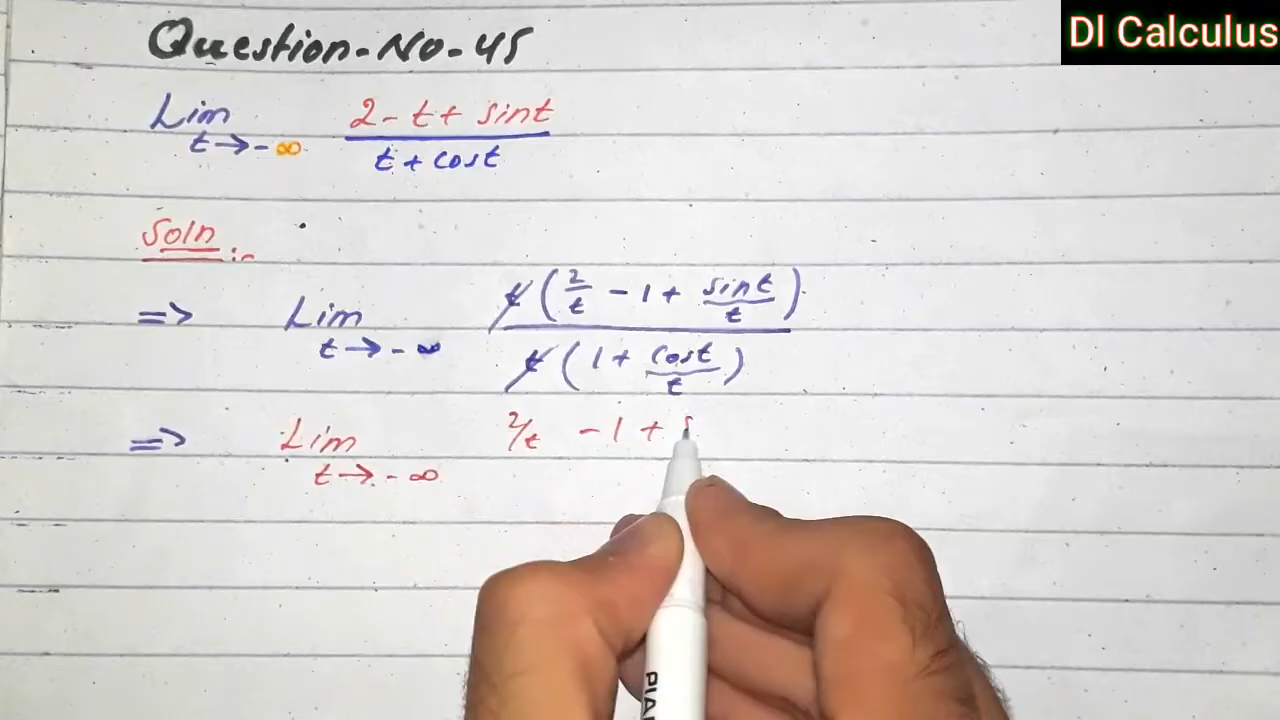 DI Calculus
Question-No-45
Lim t→-∞ 2-t+sint / t+cost
Soln:-
=> Lim t→-∞ t(2/t -1+ sint/t) / t(1+ cost/t)
=> Lim t→-∞ 2/t -1+ s
PIA